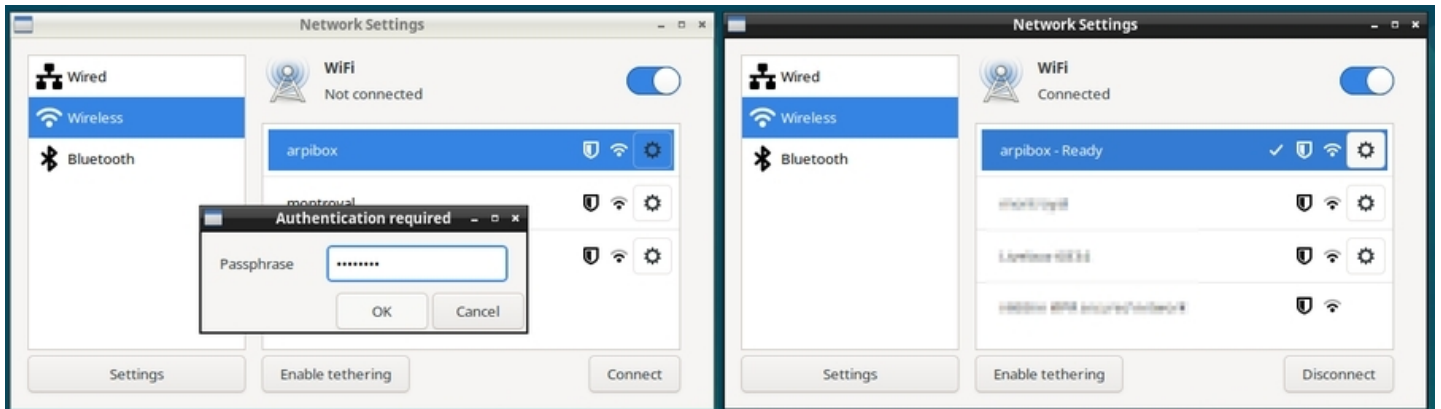 Network Settings
Wired
Wireless
Bluetooth
WiFi
Not connected
arpibox
montroyal
Authentication required
Passphrase
••••••••
OK
Cancel
Settings
Enable tethering
Connect
Network Settings
Wired
Wireless
Bluetooth
WiFi
Connected
arpibox - Ready
Settings
Enable tethering
Disconnect